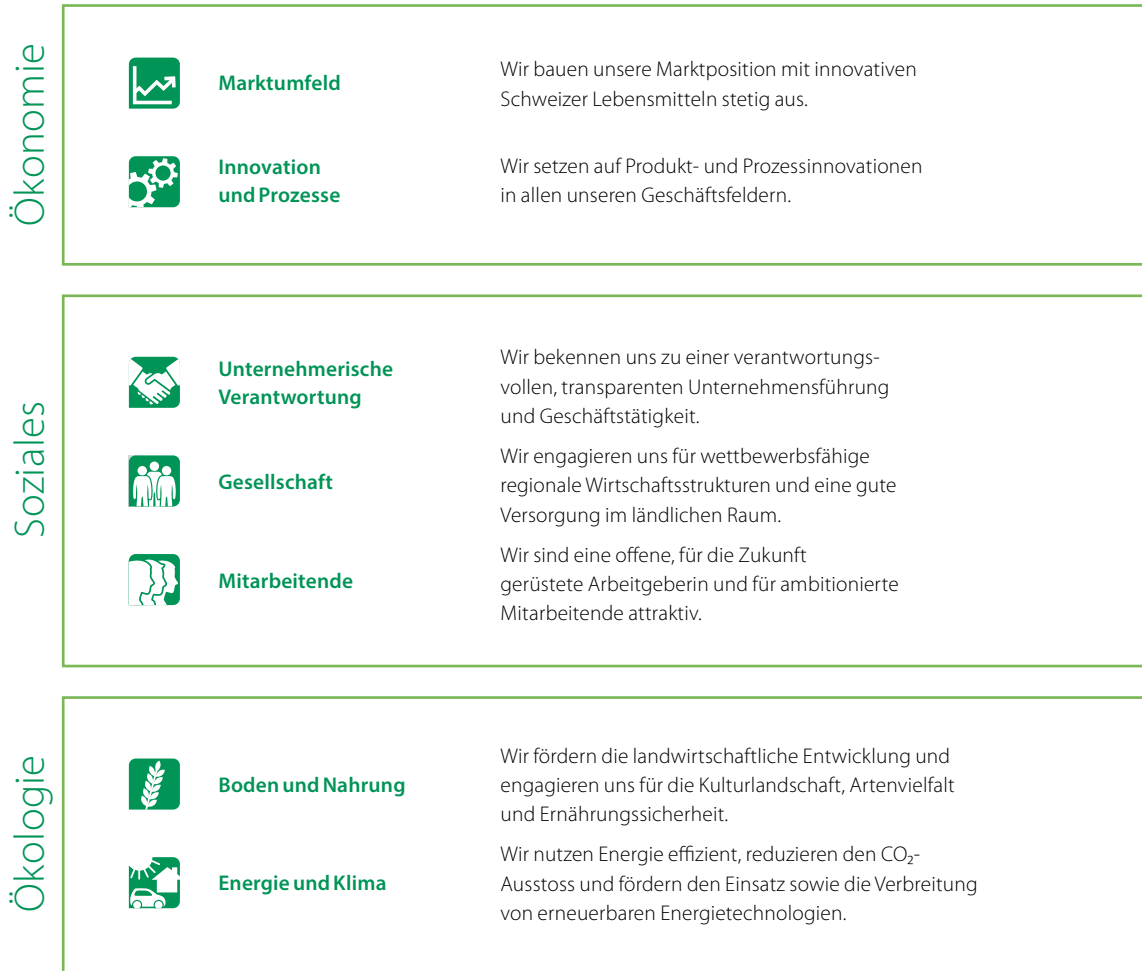 Ökonomie
Marktumfeld
Wir bauen unsere Marktposition mit innovativen
Schweizer Lebensmitteln stetig aus.
Innovation
und Prozesse
Wir setzen auf Produkt- und Prozessinnovationen
in allen unseren Geschäftsfeldern.
Soziales
Unternehmerische
Verantwortung
Wir bekennen uns zu einer verantwortungs-
vollen, transparenten Unternehmensführung
und Geschäftstätigkeit.
Gesellschaft
Wir engagieren uns für wettbewerbsfähige
regionale Wirtschaftsstrukturen und eine gute
Versorgung im ländlichen Raum.
Mitarbeitende
Wir sind eine offene, für die Zukunft
gerüstete Arbeitgeberin und für ambitionierte
Mitarbeitende attraktiv.
Ökologie
Boden und Nahrung
Wir fördern die landwirtschaftliche Entwicklung und
engagieren uns für die Kulturlandschaft, Artenvielfalt
und Ernährungssicherheit.
Energie und Klima
Wir nutzen Energie effizient, reduzieren den CO₂-
Ausstoss und fördern den Einsatz sowie die Verbreitung
von erneuerbaren Energietechnologien.